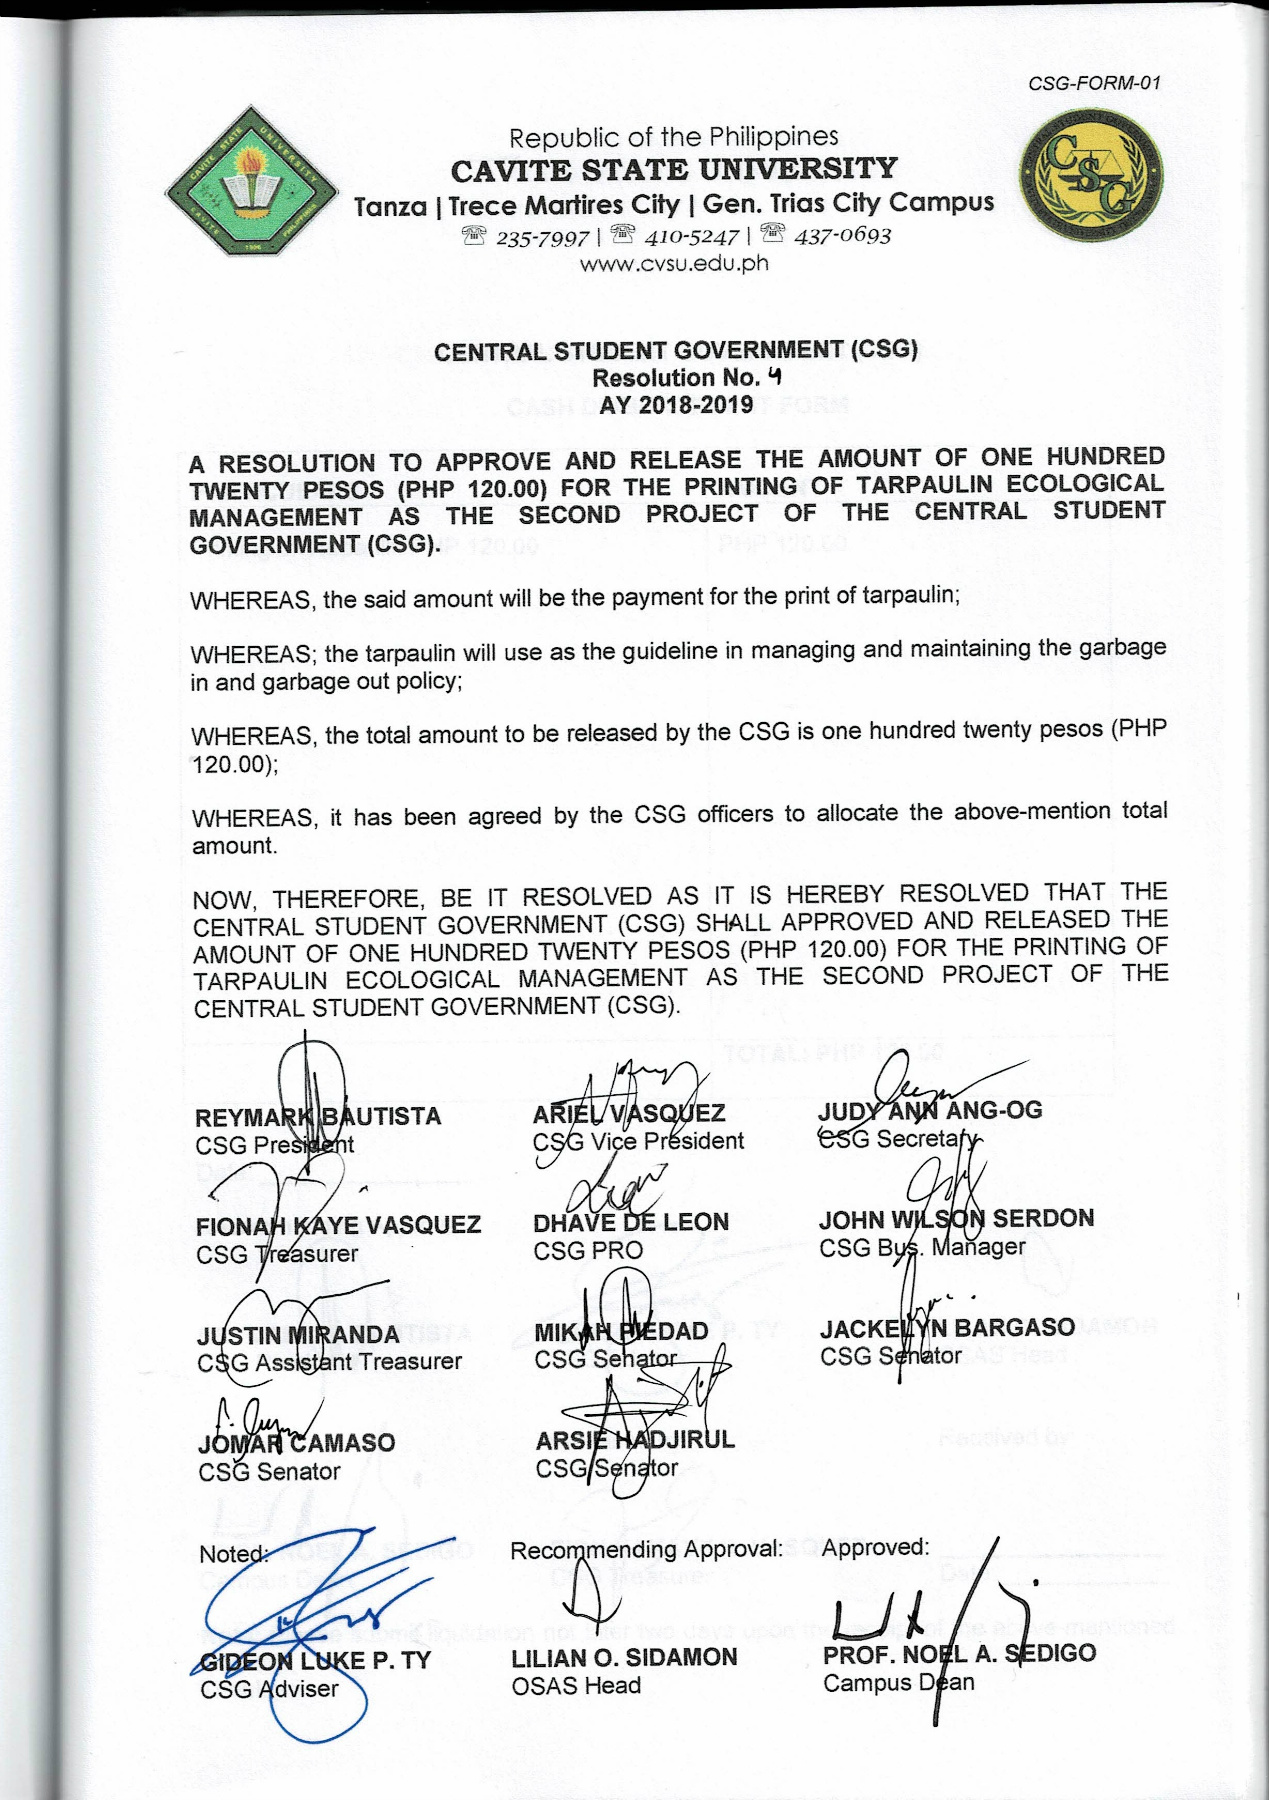 CSG-FORM-01
Republic of the Philippines
CAVITE STATE UNIVERSITY
Tanza | Trece Martires City | Gen. Trias City Campus
☏ 235-7997 | ☏ 410-5247 | ☏ 437-0693
www.cvsu.edu.ph
CAVITE STATE UNIVERSITY
CAVITE PHILIPPINES
1906
CSG
CENTRAL STUDENT GOVERNMENT (CSG)
Resolution No. 4
AY 2018-2019
A RESOLUTION TO APPROVE AND RELEASE THE AMOUNT OF ONE HUNDRED
TWENTY PESOS (PHP 120.00) FOR THE PRINTING OF TARPAULIN ECOLOGICAL
MANAGEMENT AS THE SECOND PROJECT OF THE CENTRAL STUDENT
GOVERNMENT (CSG).
WHEREAS, the said amount will be the payment for the print of tarpaulin;
WHEREAS; the tarpaulin will use as the guideline in managing and maintaining the garbage
in and garbage out policy;
WHEREAS, the total amount to be released by the CSG is one hundred twenty pesos (PHP
120.00);
WHEREAS, it has been agreed by the CSG officers to allocate the above-mention total
amount.
NOW, THEREFORE, BE IT RESOLVED AS IT IS HEREBY RESOLVED THAT THE
CENTRAL STUDENT GOVERNMENT (CSG) SHALL APPROVED AND RELEASED THE
AMOUNT OF ONE HUNDRED TWENTY PESOS (PHP 120.00) FOR THE PRINTING OF
TARPAULIN ECOLOGICAL MANAGEMENT AS THE SECOND PROJECT OF THE
CENTRAL STUDENT GOVERNMENT (CSG).
REYMARK BAUTISTA ARIEL VASQUEZ JUDY ANN ANG-OG
CSG President CSG Vice President CSG Secretary
FIONAH KAYE VASQUEZ DHAVE DE LEON JOHN WILSON SERDON
CSG Treasurer CSG PRO CSG Bus. Manager
JUSTIN MIRANDA MIKAH PIEDAD JACKELYN BARGASO
CSG Assistant Treasurer CSG Senator CSG Senator
JOMAR CAMASO ARSIE HADJIRUL
CSG Senator CSG Senator
Noted: Recommending Approval: Approved:
GIDEON LUKE P. TY LILIAN O. SIDAMON PROF. NOEL A. SEDIGO
CSG Adviser OSAS Head Campus Dean